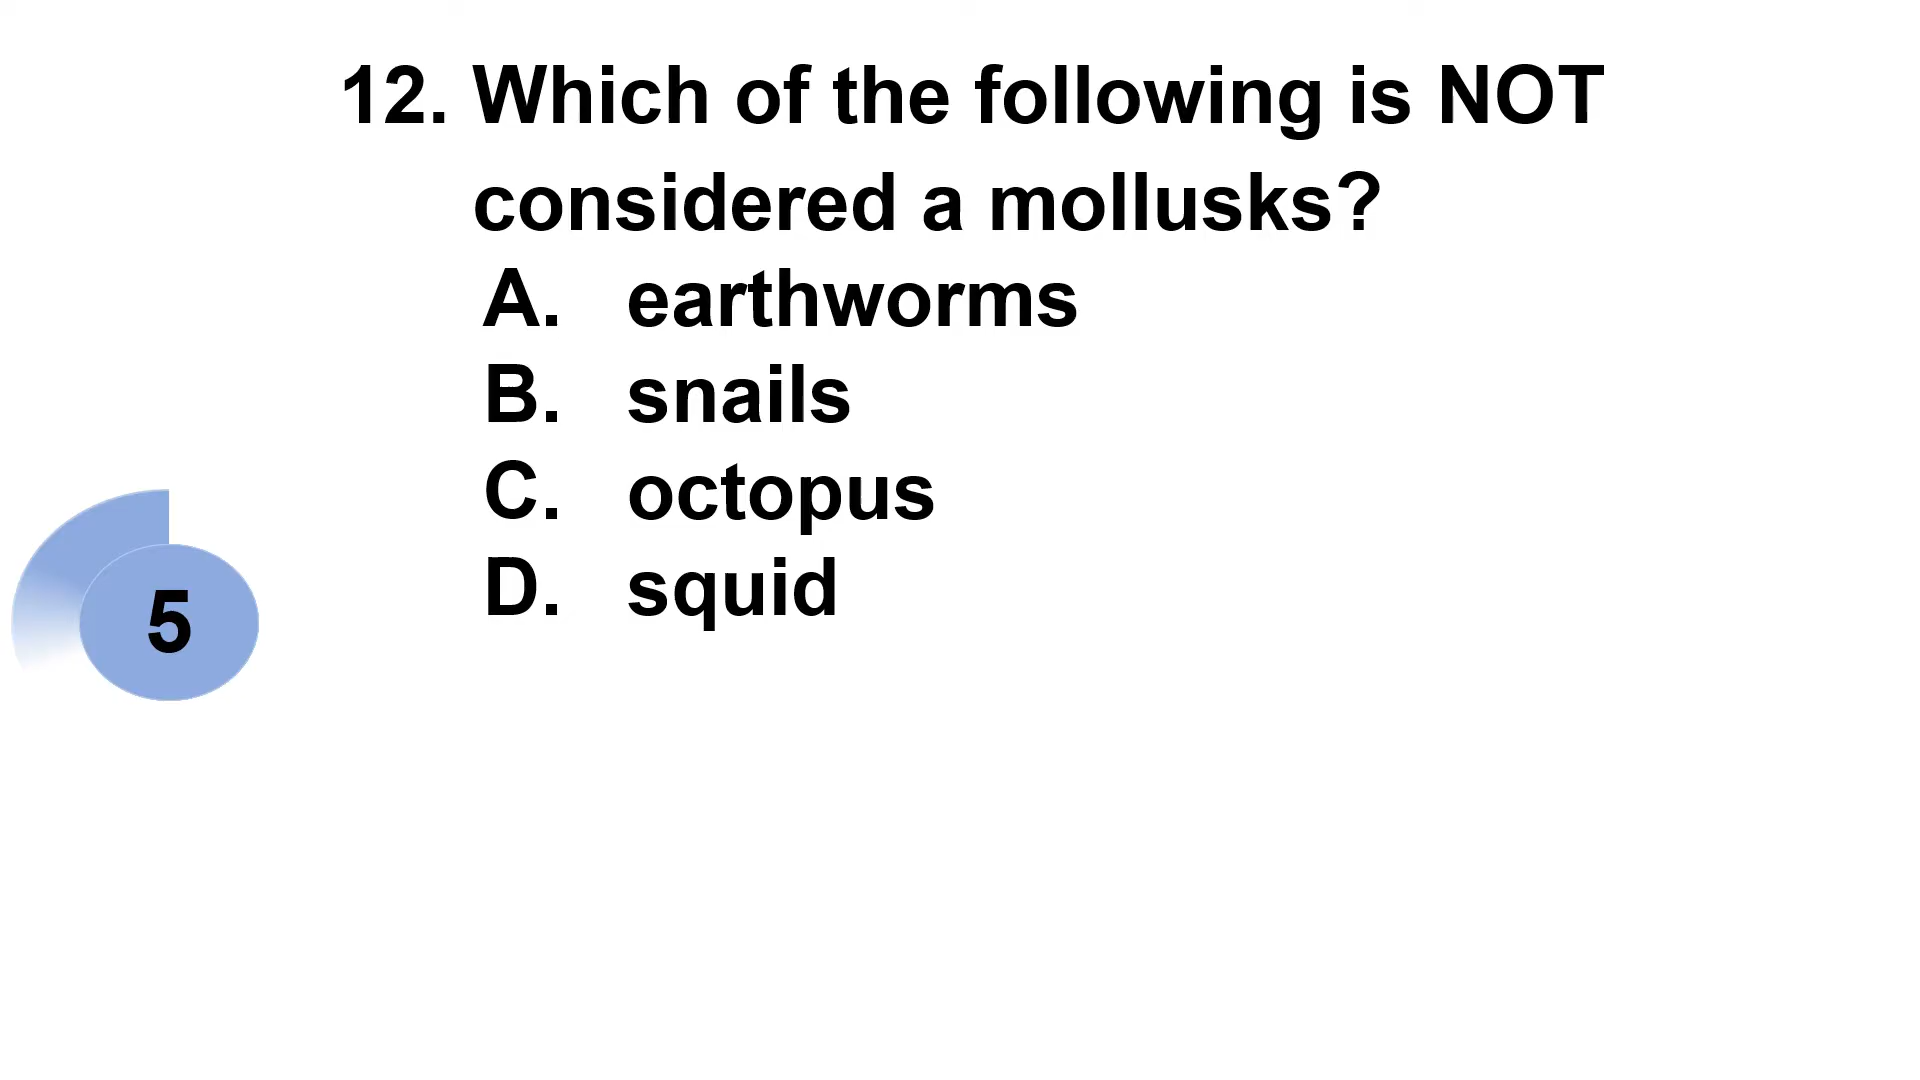 12. Which of the following is NOT
considered a mollusks?
A. earthworms
B. snails
C. octopus
D. squid
5